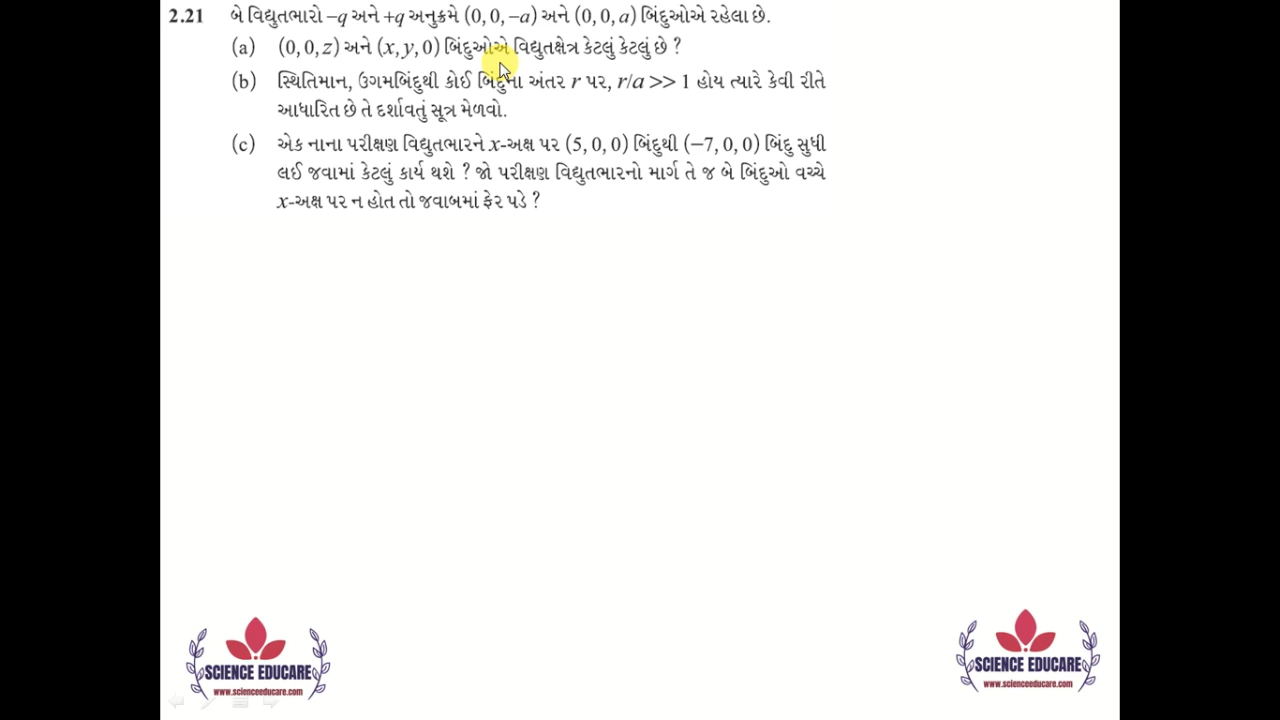 2.21 બે વિદ્યુતભારો –q અને +q અનુક્રમે (0, 0, –a) અને (0, 0, a) બિંદુઓએ રહેલા છે.
(a) (0, 0, z) અને (x, y, 0) બિંદુઓએ વિદ્યુતક્ષેત્ર કેટલું કેટલું છે ?
(b) સ્થિતિમાન, ઉગમબિંદુથી કોઈ બિંદુના અંતર r પર, r/a >> 1 હોય ત્યારે કેવી રીતે
આધારિત છે તે દર્શાવતું સૂત્ર મેળવો.
(c) એક નાના પરીક્ષણ વિદ્યુતભારને x-અક્ષ પર (5, 0, 0) બિંદુથી (–7, 0, 0) બિંદુ સુધી
લઈ જવામાં કેટલું કાર્ય થશે ? જો પરીક્ષણ વિદ્યુતભારનો માર્ગ તે જ બે બિંદુઓ વચ્ચે
x-અક્ષ પર ન હોત તો જવાબમાં ફેર પડે ?
SCIENCE EDUCARE
www.scienceeducare.com
SCIENCE EDUCARE
www.scienceeducare.com